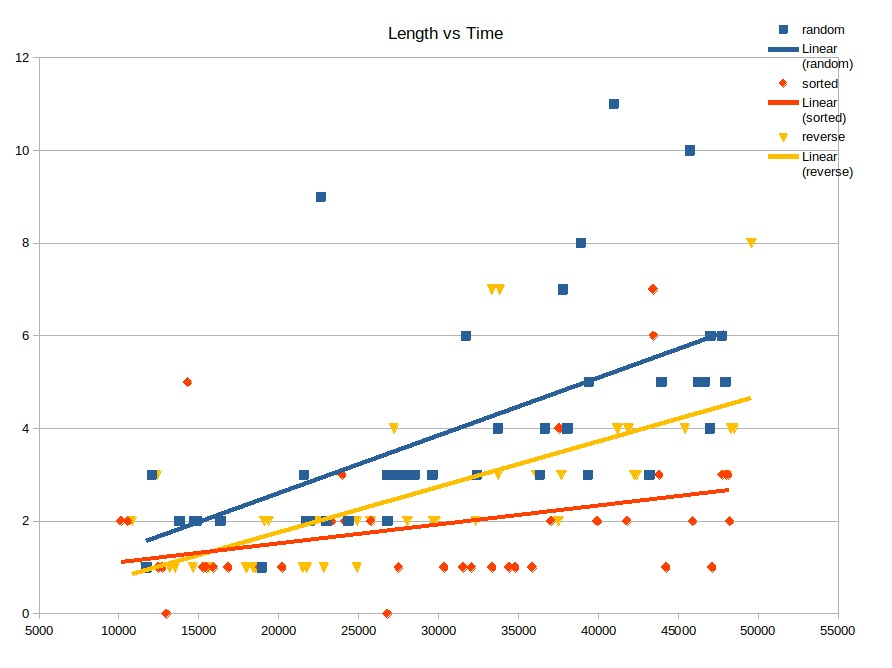 Length vs Time
random
Linear
(random)
sorted
Linear
(sorted)
reverse
Linear
(reverse)
12
10
8
6
4
2
0
5000 10000 15000 20000 25000 30000 35000 40000 45000 50000 55000